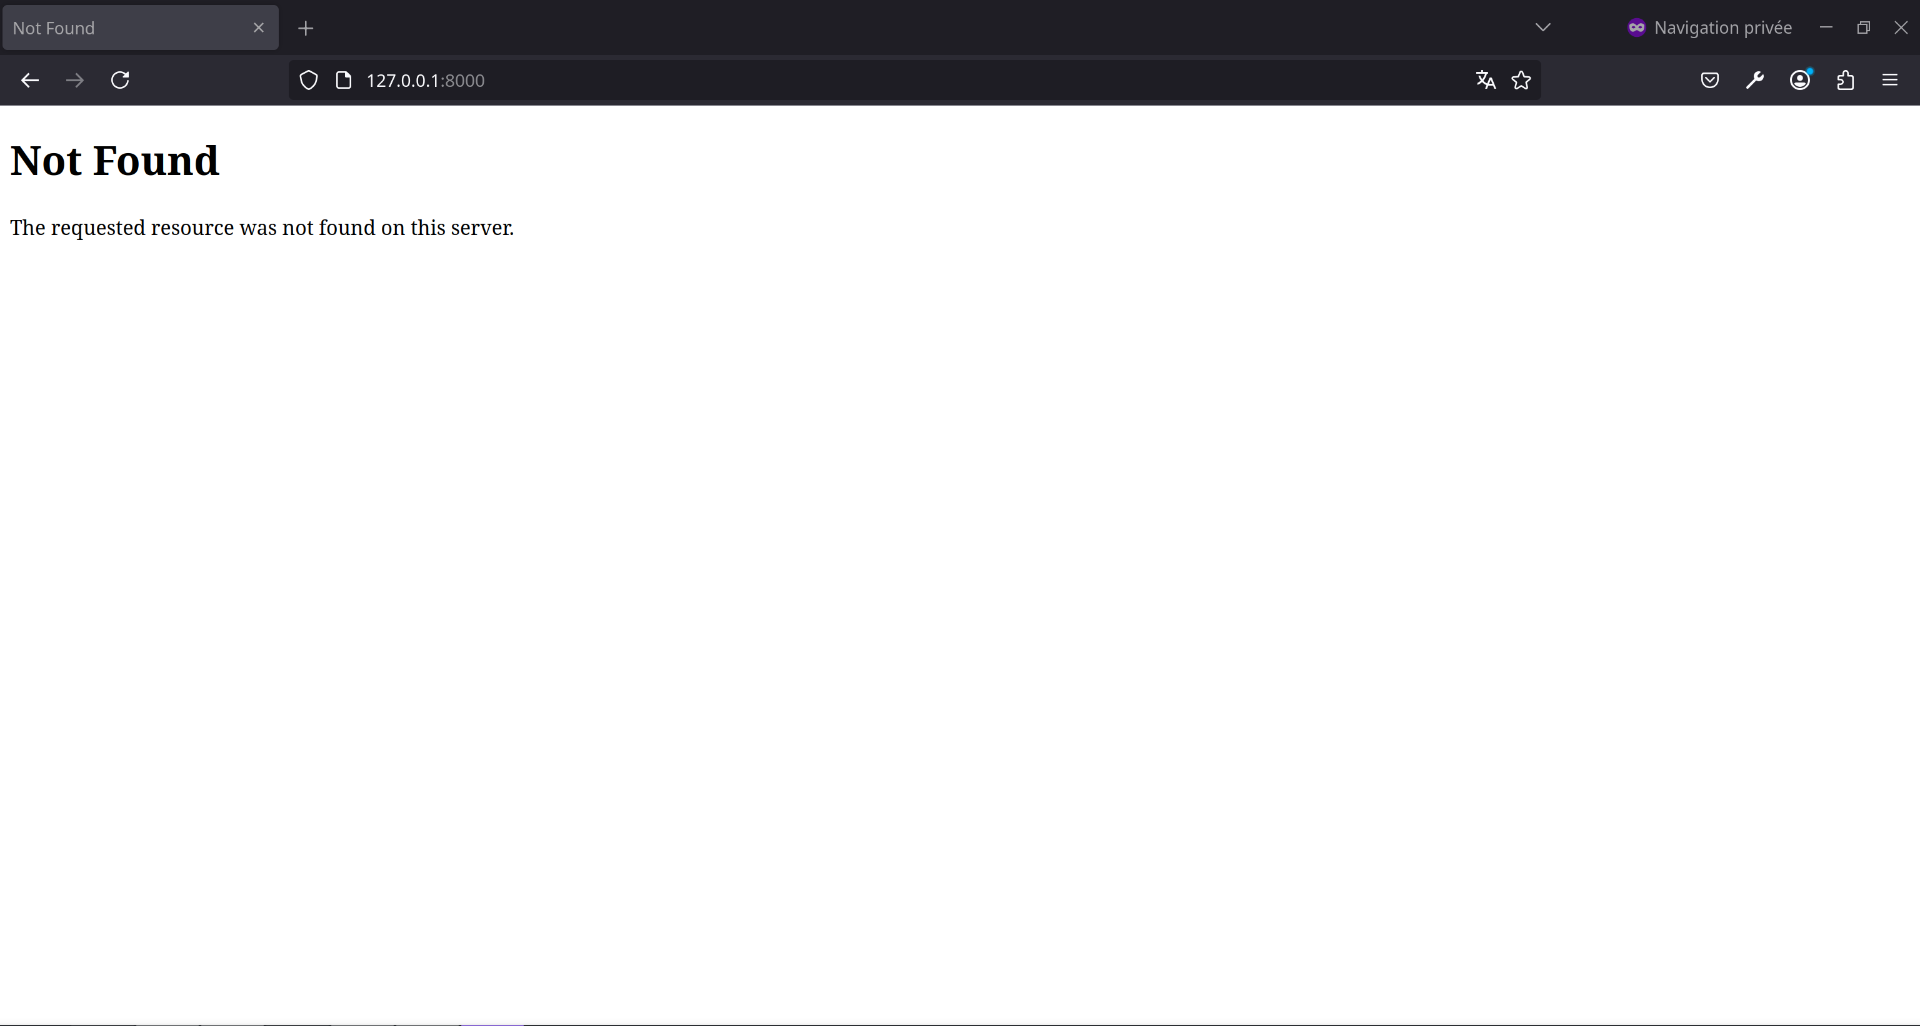 Not Found
Navigation privée
127.0.0.1:8000
Not Found
The requested resource was not found on this server.